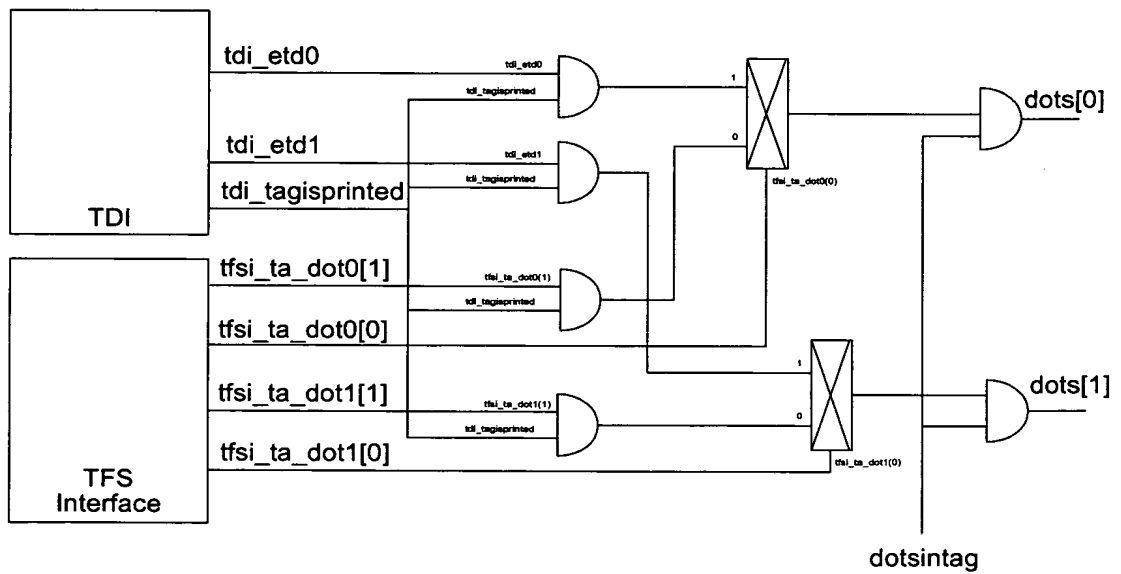 tdi_etd0
tdi_etd0
tdi_tagisprinted
1
dots[0]
tdi_etd1
tdi_etd1
0
tdi_tagisprinted
tfsi_ta_dot0(0)
tdi_tagisprinted
TDI
tfsi_ta_dot0[1]
tfsi_ta_dot0(1)
tdi_tagisprinted
tfsi_ta_dot0[0]
1
tfsi_ta_dot1[1]
tfsi_ta_dot1(1)
0
dots[1]
tdi_tagisprinted
tfsi_ta_dot1[0]
tfsi_ta_dot1(0)
TFS
Interface
dotsintag